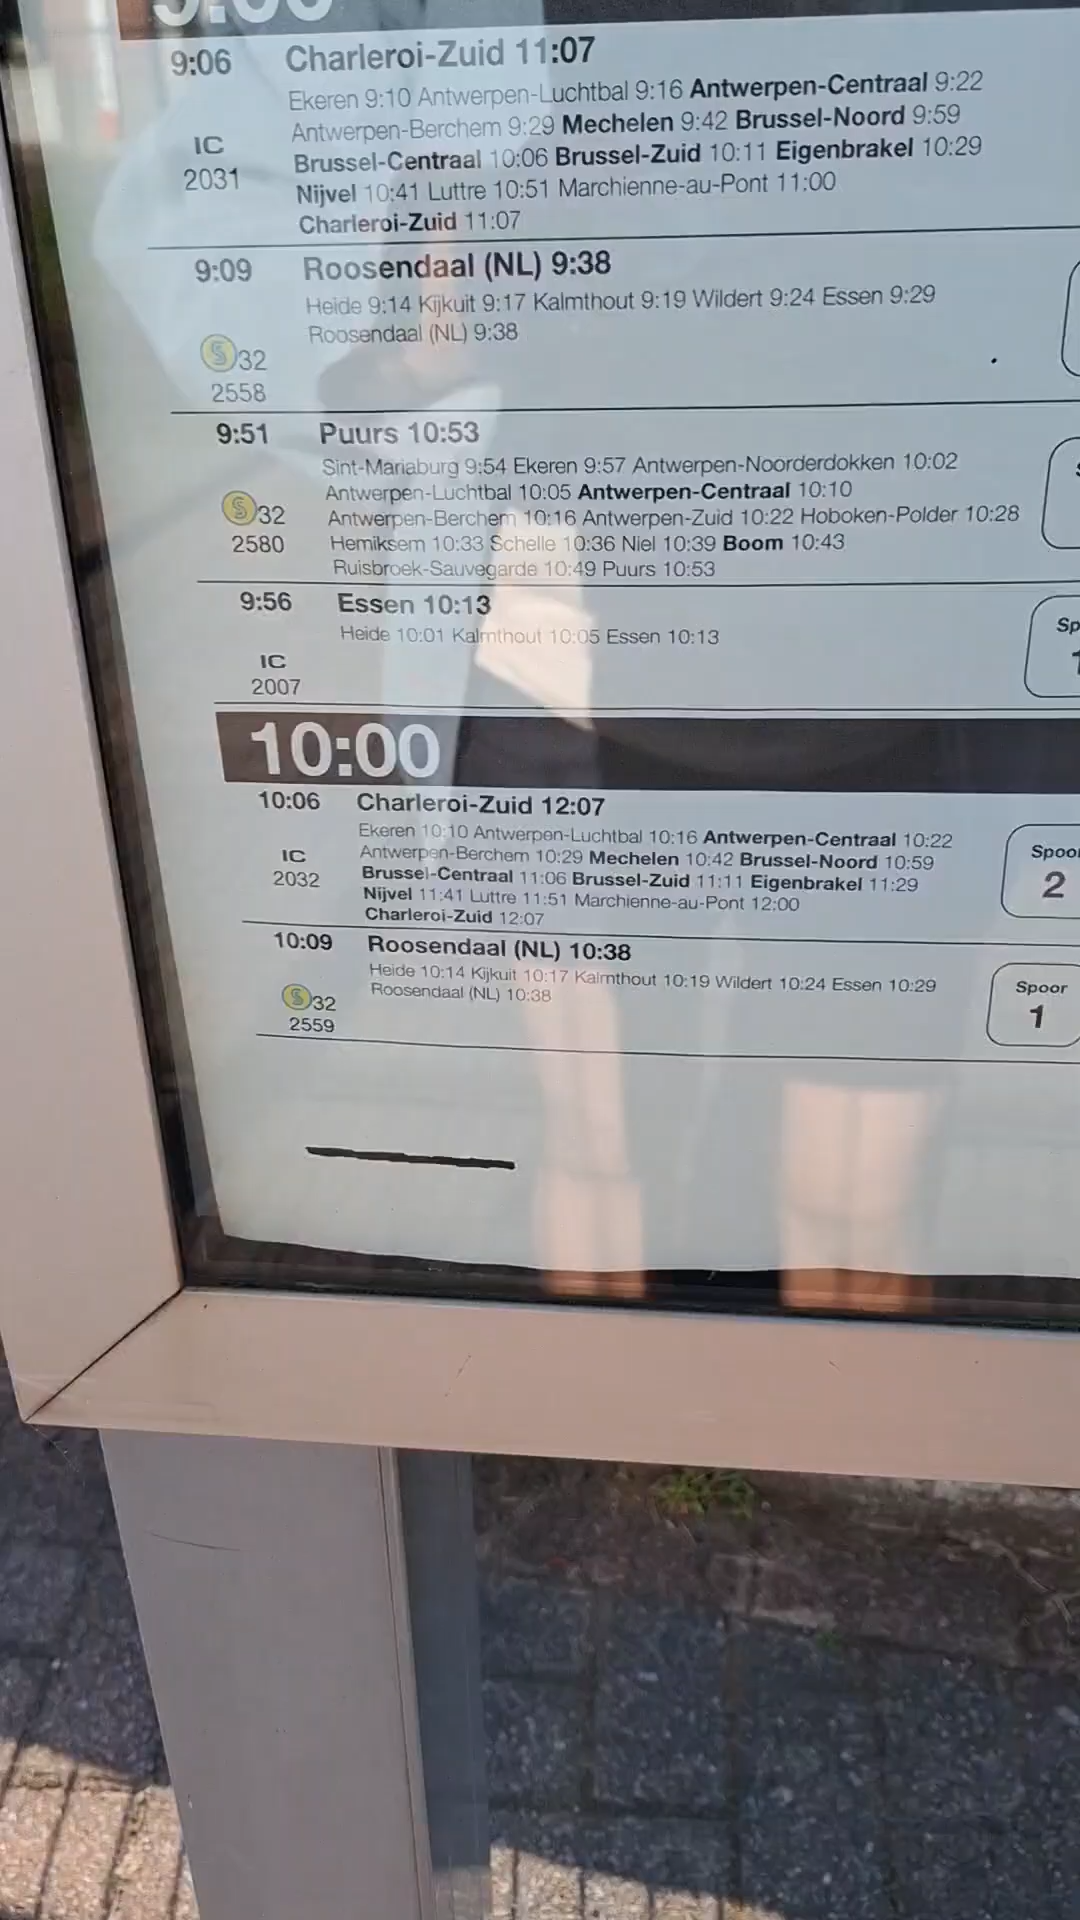 9:06 Charleroi-Zuid 11:07
Ekeren 9:10 Antwerpen-Luchtbal 9:16 Antwerpen-Centraal 9:22
IC Antwerpen-Berchem 9:29 Mechelen 9:42 Brussel-Noord 9:59
2031 Brussel-Centraal 10:06 Brussel-Zuid 10:11 Eigenbrakel 10:29
Nijvel 10:41 Luttre 10:51 Marchienne-au-Pont 11:00
Charleroi-Zuid 11:07
9:09 Roosendaal (NL) 9:38
Heide 9:14 Kijkuit 9:17 Kalmthout 9:19 Wildert 9:24 Essen 9:29
Roosendaal (NL) 9:38
S 32
2558
9:51 Puurs 10:53
Sint-Mariaburg 9:54 Ekeren 9:57 Antwerpen-Noorderdokken 10:02
Antwerpen-Luchtbal 10:05 Antwerpen-Centraal 10:10
S 32 Antwerpen-Berchem 10:16 Antwerpen-Zuid 10:22 Hoboken-Polder 10:28
2580 Hemiksem 10:33 Schelle 10:36 Niel 10:39 Boom 10:43
Ruisbroek-Sauvegarde 10:49 Puurs 10:53
9:56 Essen 10:13
Heide 10:01 Kalmthout 10:05 Essen 10:13
IC
2007
10:00
10:06 Charleroi-Zuid 12:07
Ekeren 10:10 Antwerpen-Luchtbal 10:16 Antwerpen-Centraal 10:22
IC Antwerpen-Berchem 10:29 Mechelen 10:42 Brussel-Noord 10:59
2032 Brussel-Centraal 11:06 Brussel-Zuid 11:11 Eigenbrakel 11:29
Nijvel 11:41 Luttre 11:51 Marchienne-au-Pont 12:00
Charleroi-Zuid 12:07
2
10:09 Roosendaal (NL) 10:38
Heide 10:14 Kijkuit 10:17 Kalmthout 10:19 Wildert 10:24 Essen 10:29
Roosendaal (NL) 10:38
S 32
2559
Spoor
1